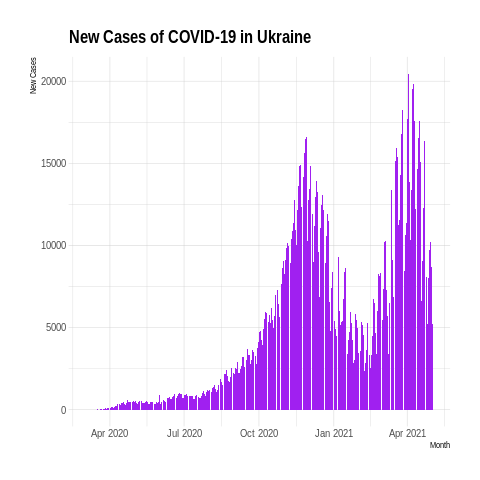 New Cases of COVID-19 in Ukraine
New Cases
20000
15000
10000
5000
0
Apr 2020 Jul 2020 Oct 2020 Jan 2021 Apr 2021
Month